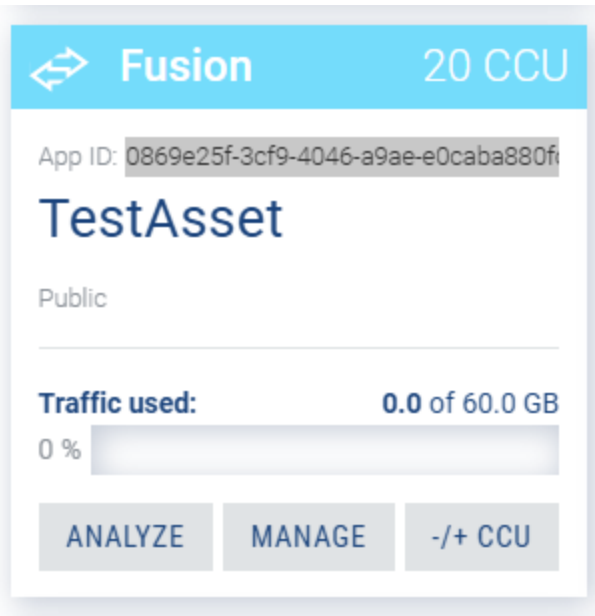 Fusion 20 CCU
App ID: 0869e25f-3cf9-4046-a9ae-e0caba880f
TestAsset
Public
Traffic used: 0.0 of 60.0 GB
0 %
ANALYZE MANAGE -/+ CCU